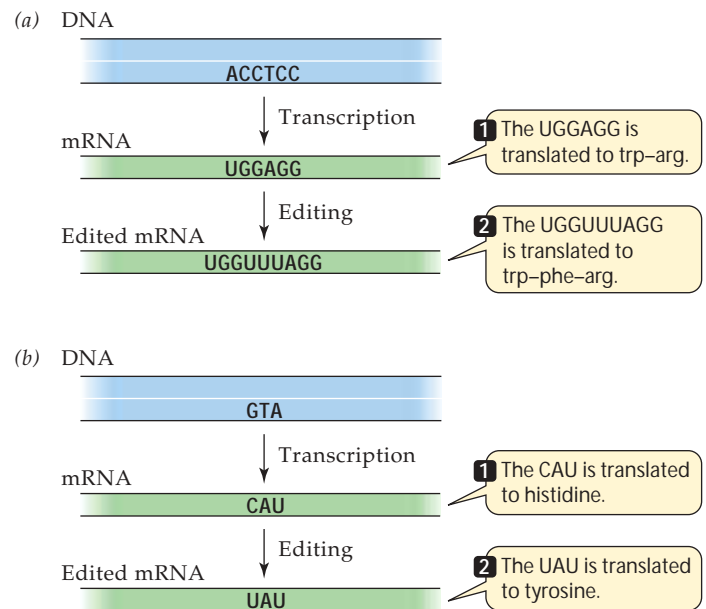 (a) DNA
ACCTCC
Transcription
mRNA
UGGAGG
1 The UGGAGG is
translated to trp–arg.
Editing
Edited mRNA
UGGUUUAGG
2 The UGGUUUAGG
is translated to
trp–phe–arg.
(b) DNA
GTA
Transcription
mRNA
CAU
1 The CAU is translated
to histidine.
Editing
Edited mRNA
UAU
2 The UAU is translated
to tyrosine.